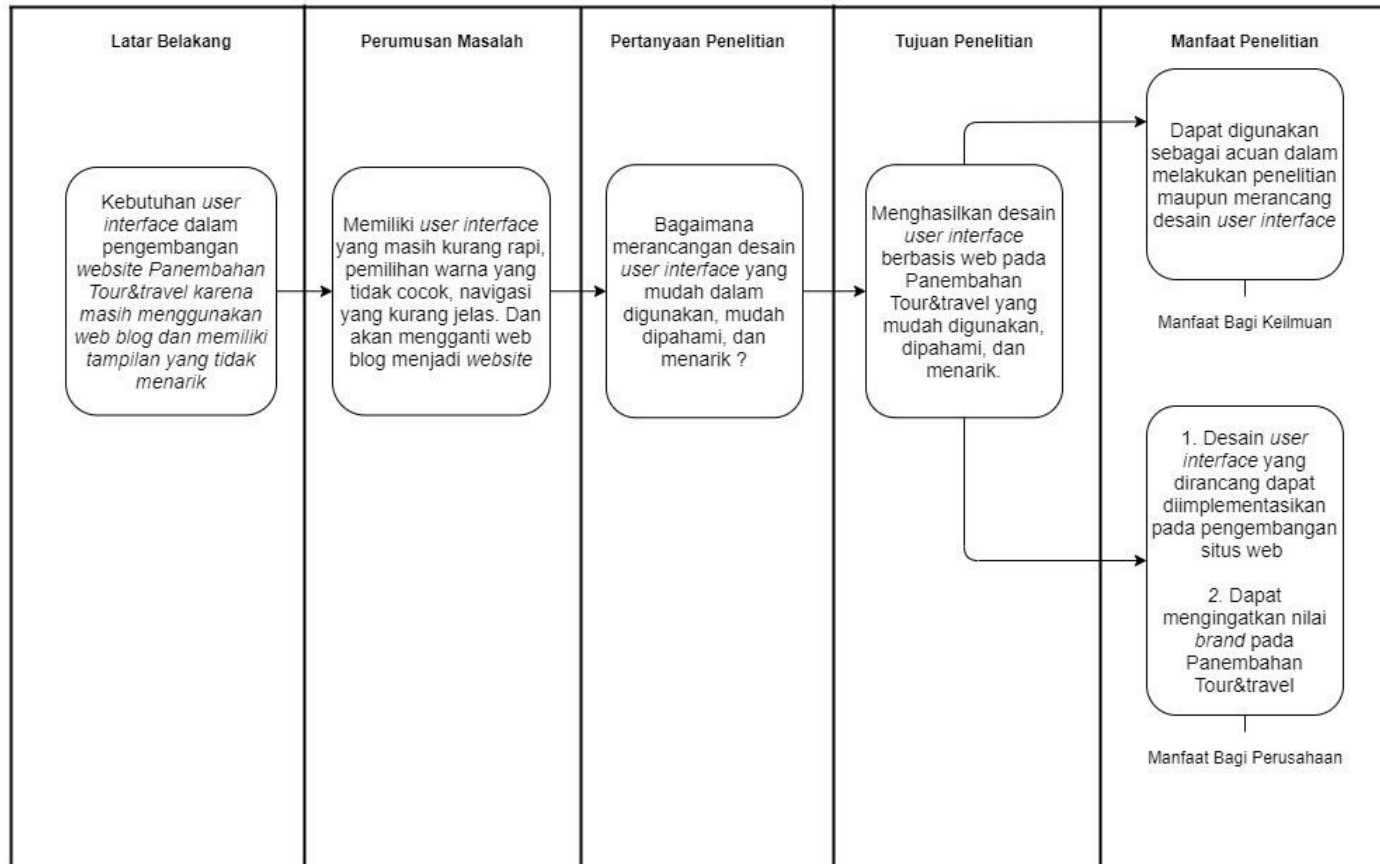 Latar Belakang
Perumusan Masalah
Pertanyaan Penelitian
Tujuan Penelitian
Manfaat Penelitian
Kebutuhan user
interface dalam
pengembangan
website Panembahan
Tour&travel karena
masih menggunakan
web blog dan memiliki
tampilan yang tidak
menarik
Memiliki user interface
yang masih kurang rapi,
pemilihan warna yang
tidak cocok, navigasi
yang kurang jelas. Dan
akan mengganti web
blog menjadi website
Bagaimana
merancangan desain
user interface yang
mudah dalam
digunakan, mudah
dipahami, dan
menarik ?
Menghasilkan desain
user interface
berbasis web pada
Panembahan
Tour&travel yang
mudah digunakan,
dipahami, dan
menarik.
Dapat digunakan
sebagai acuan dalam
melakukan penelitian
maupun merancang
desain user interface
Manfaat Bagi Keilmuan
1. Desain user
interface yang
dirancang dapat
diimplementasikan
pada pengembangan
situs web
2. Dapat
mengingatkan nilai
brand pada
Panembahan
Tour&travel
Manfaat Bagi Perusahaan